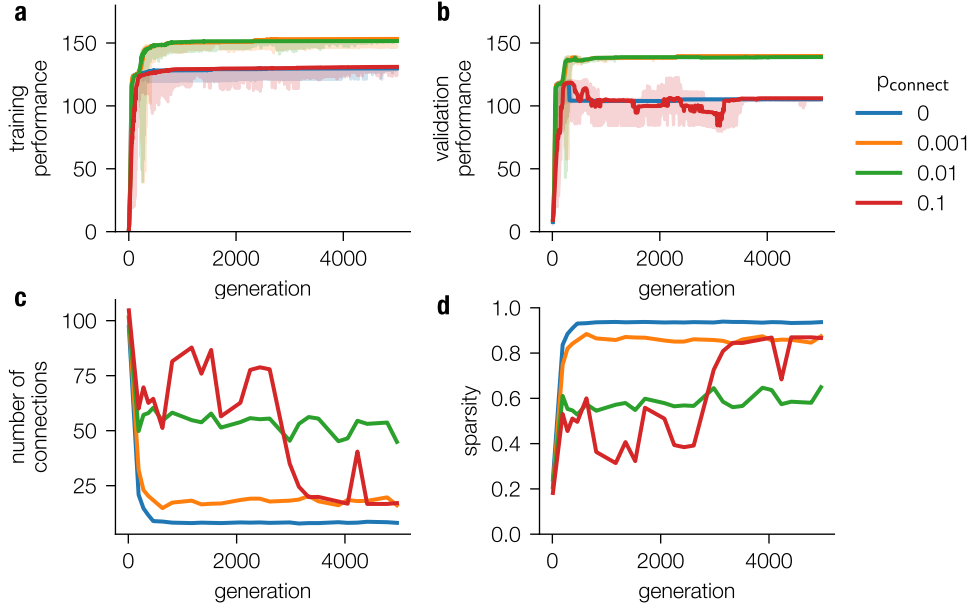 a
150
100
50
0
training
performance
0
2000
4000
generation
b
150
100
50
0
validation
performance
0
2000
4000
generation
pconnect
0
0.001
0.01
0.1
c
100
75
50
25
number of
connections
0
2000
4000
generation
d
1.0
0.8
0.6
0.4
0.2
0.0
sparsity
0
2000
4000
generation